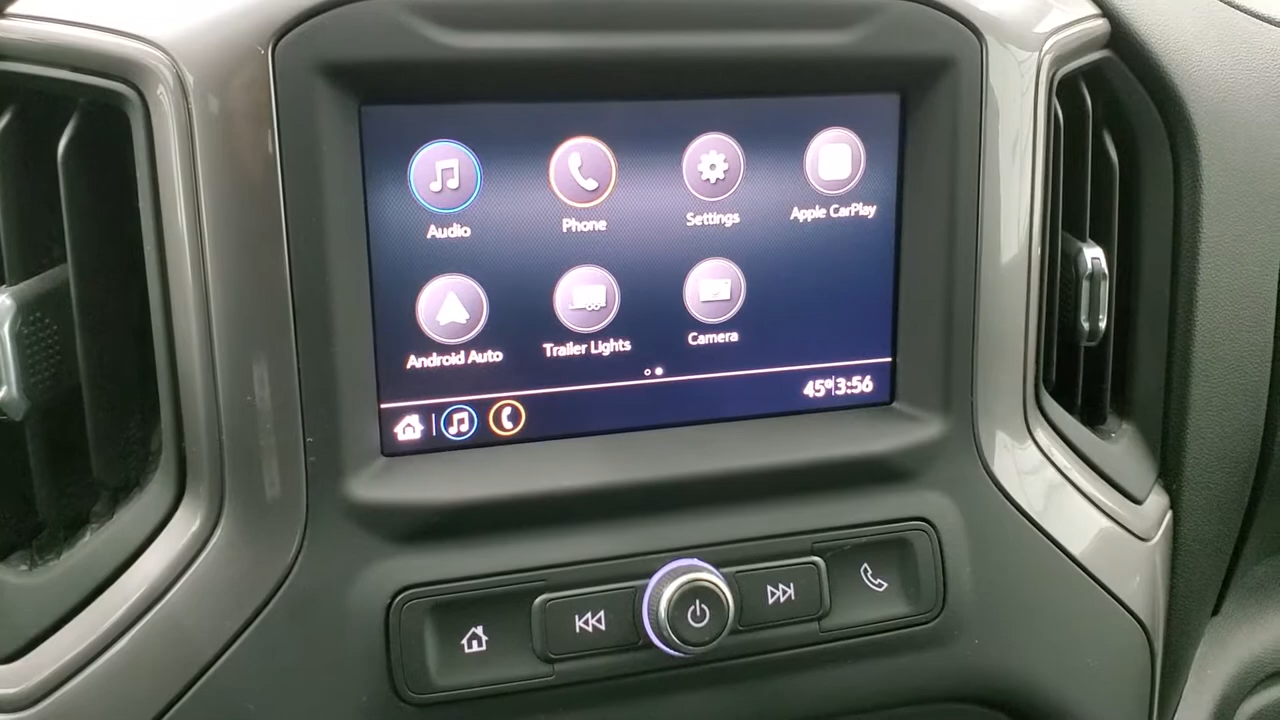 Audio
Phone
Settings
Apple CarPlay
Android Auto
Trailer Lights
Camera
45° 3:56